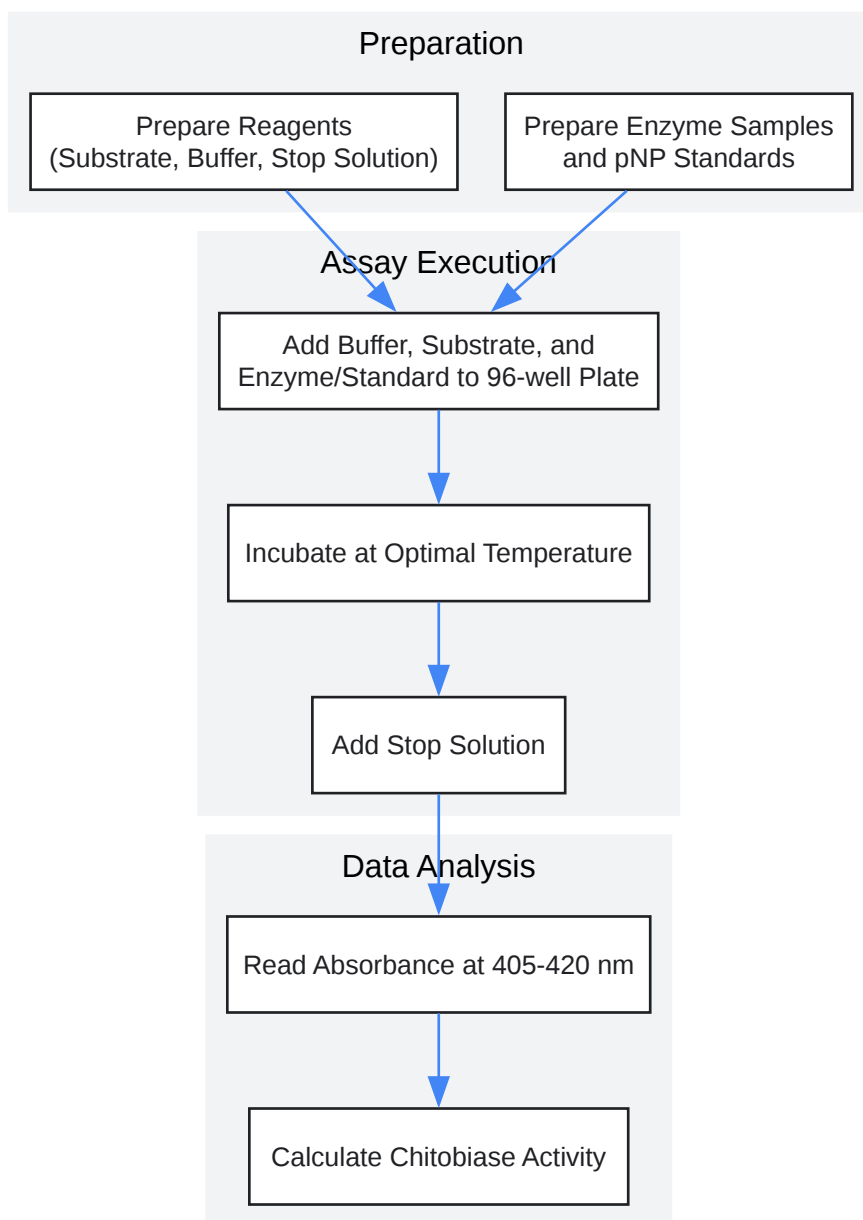 Preparation
Prepare Reagents
(Substrate, Buffer, Stop Solution)
Prepare Enzyme Samples
and pNP Standards
Assay Execution
Add Buffer, Substrate, and
Enzyme/Standard to 96-well Plate
Incubate at Optimal Temperature
Add Stop Solution
Data Analysis
Read Absorbance at 405-420 nm
Calculate Chitobiase Activity